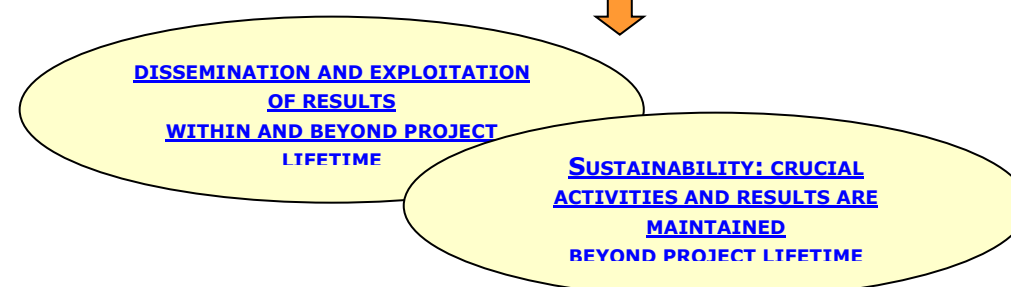 DISSEMINATION AND EXPLOITATION
OF RESULTS
WITHIN AND BEYOND PROJECT
LIFETIME
SUSTAINABILITY: CRUCIAL
ACTIVITIES AND RESULTS ARE
MAINTAINED
BEYOND PROJECT LIFETIME